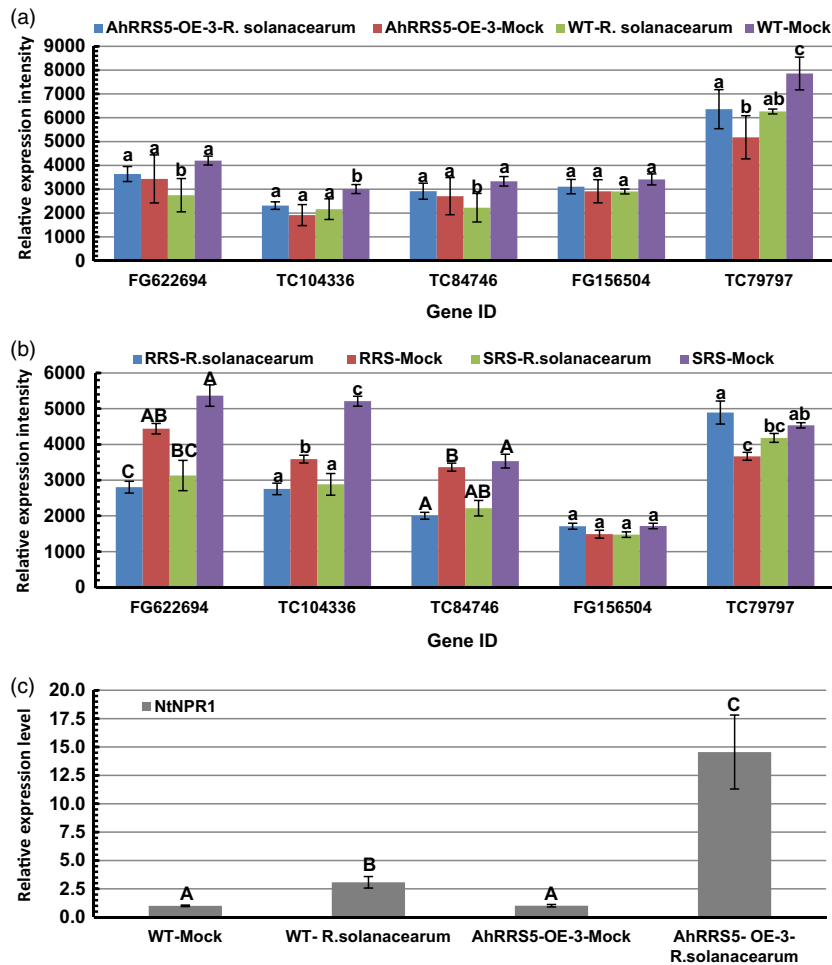 (a)
AhRRS5-OE-3-R. solanacearum AhRRS5-OE-3-Mock WT-R. solanacearum WT-Mock
Relative expression intensity
9000
8000
7000
6000
5000
4000
3000
2000
1000
0
a a b a
a a a b
a a b a
a a a a
a b ab c
FG622694 TC104336 TC84746 FG156504 TC79797
Gene ID
(b)
RRS-R.solanacearum RRS-Mock SRS-R.solanacearum SRS-Mock
Relative expression intensity
6000
5000
4000
3000
2000
1000
0
C AB BC A
a b a c
A B AB A
a a a a
a c bc ab
FG622694 TC104336 TC84746 FG156504 TC79797
Gene ID
(c)
NtNPR1
Relative expression level
20.0
17.5
15.0
12.5
10.0
7.5
5.0
2.5
0.0
A B A C
WT-Mock WT- R.solanacearum AhRRS5-OE-3-Mock AhRRS5- OE-3-
R.solanacearum